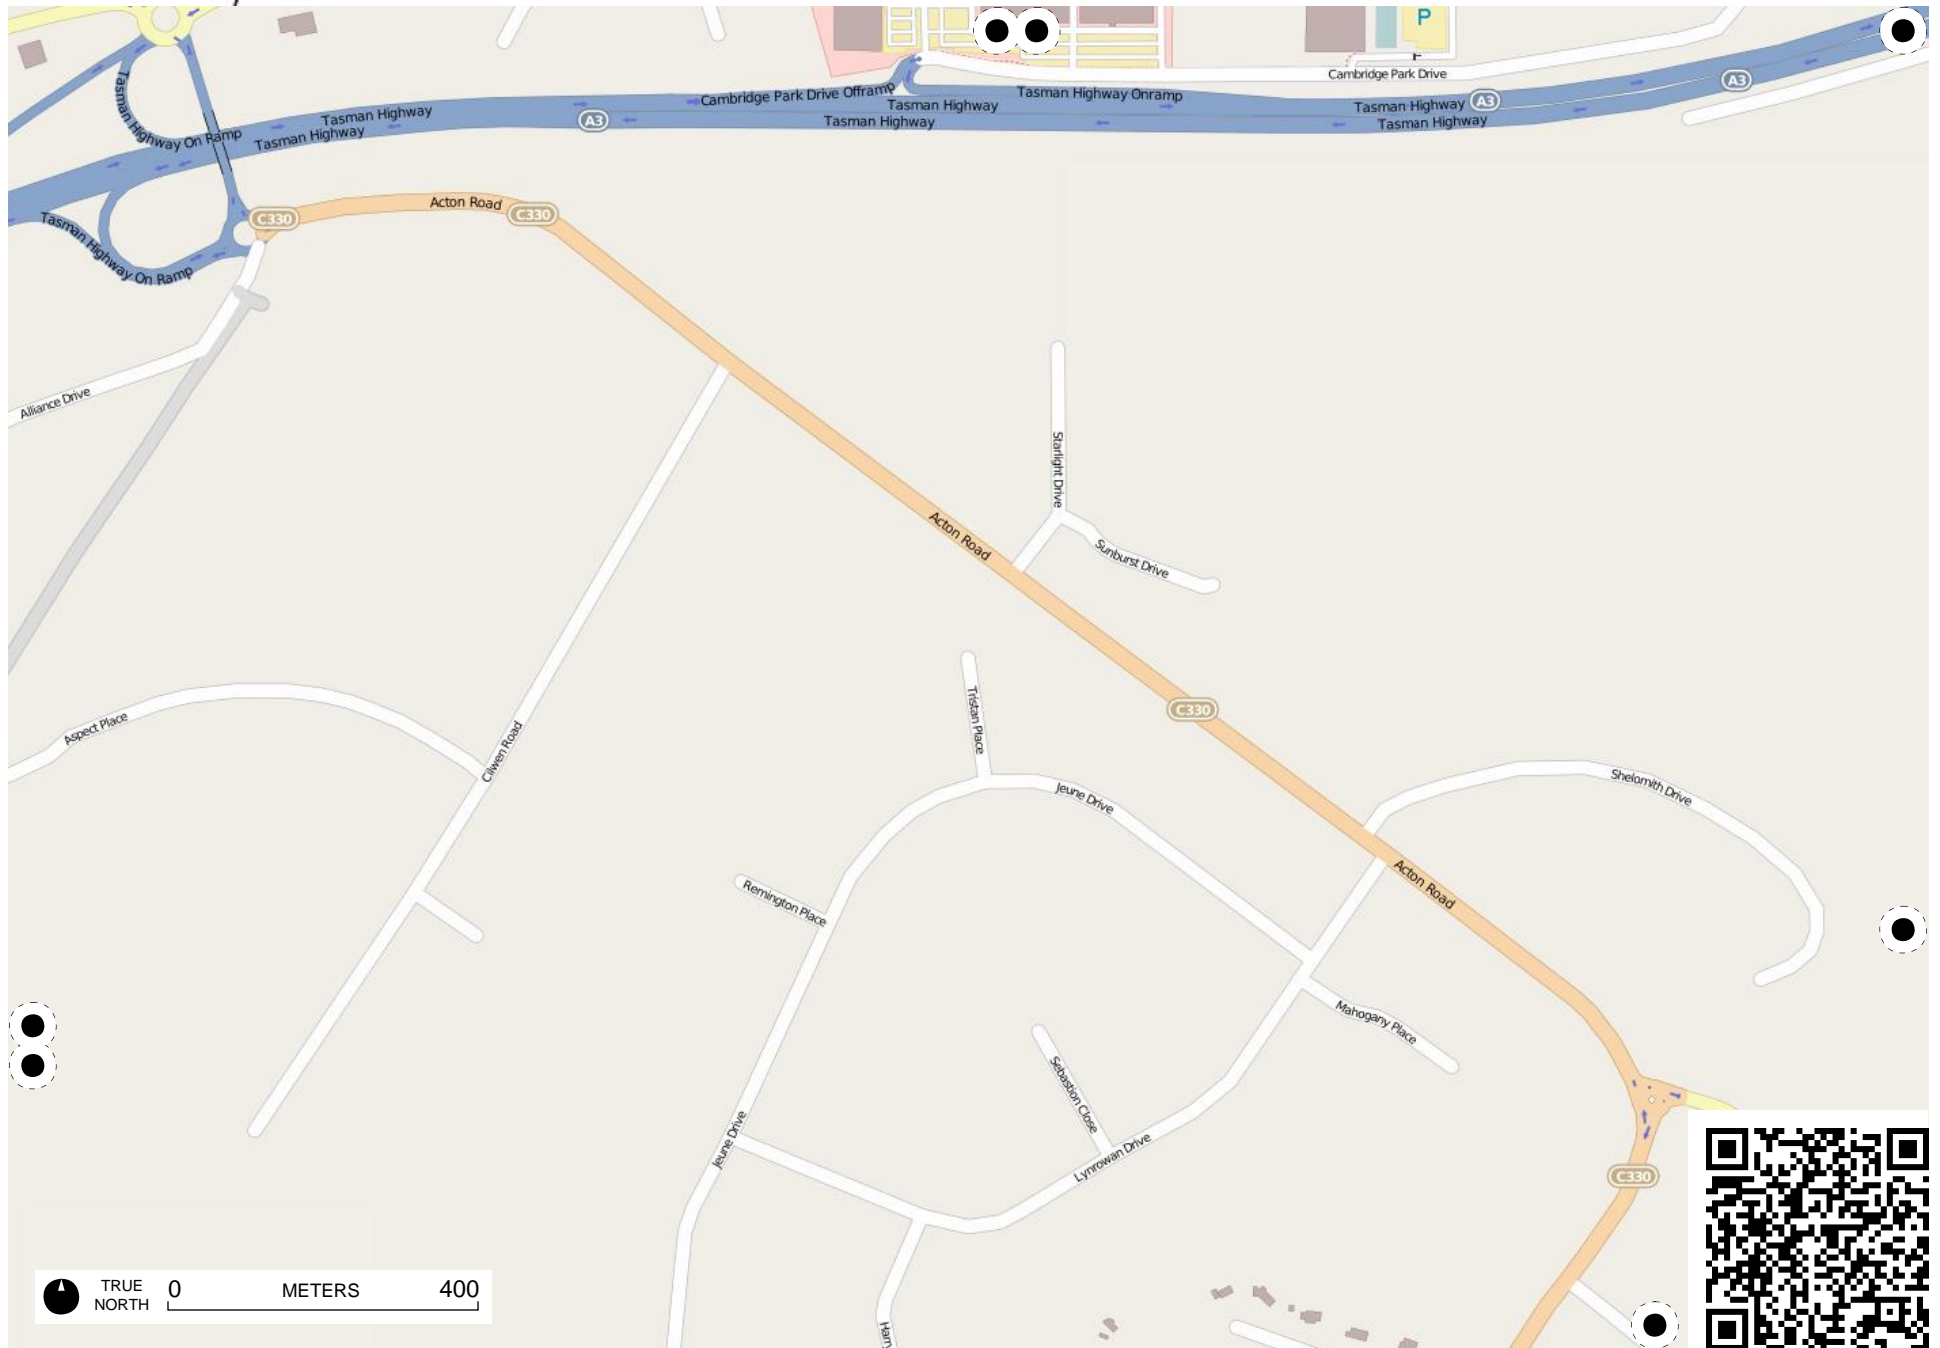 P
Cambridge Park Drive
A3
Cambridge Park Drive Offramp
Tasman Highway Onramp
Tasman Highway
A3
Tasman Highway
Tasman Highway
A3
Tasman Highway
Tasman Highway
Tasman Highway
Tasman Highway On Ramp
Tasman Highway
Acton Road
C330
C330
Tasman Highway On Ramp
Alliance Drive
Starlight Drive
Acton Road
Sunburst Drive
Tristan Place
C330
Aspect Place
Cilwen Road
Jeune Drive
Shelomith Drive
Acton Road
Remington Place
Mahogany Place
Sebastion Close
Jeune Drive
Lynrowan Drive
C330
TRUE
NORTH
0 METERS 400